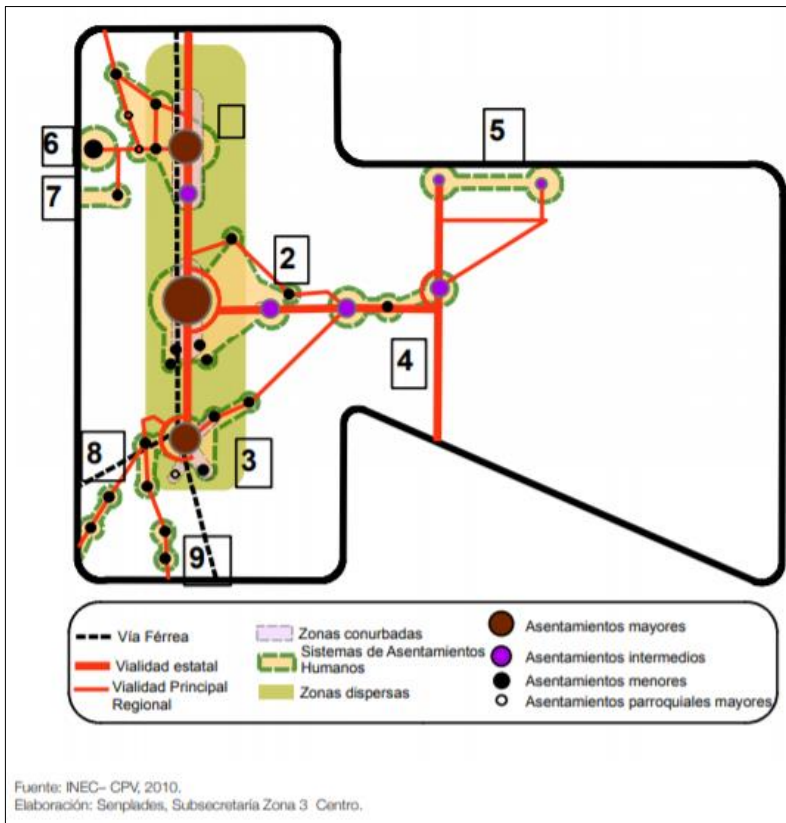 5
6
7
2
4
8
3
9
Vía Férrea
Vialidad estatal
Vialidad Principal
Regional
Zonas conurbadas
Sistemas de Asentamientos
Humanos
Zonas dispersas
Asentamientos mayores
Asentamientos intermedios
Asentamientos menores
Asentamientos parroquiales mayores
Fuente: INEC– CPV, 2010.
Elaboración: Senplades, Subsecretaría Zona 3 Centro.